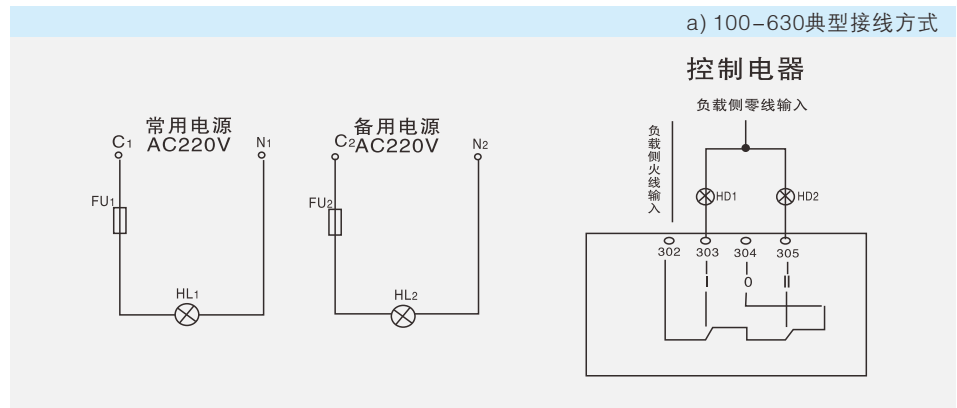 a) 100-630典型接线方式
控制电器
负载侧零线输入
负载侧火线输入
常用电源
AC220V
C1
N1
FU1
HL1
备用电源
AC220V
C2
N2
FU2
HL2
HD1
HD2
302 303 304 305
I 0 II